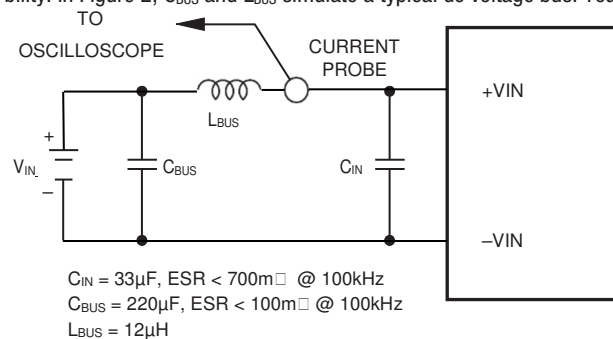 bility. In Figure 2, CBUS and LBUS simulate a typical dc voltage bus. You
TO
OSCILLOSCOPE
CURRENT
PROBE
LBUS
+VIN
+
VIN
–
CBUS
CIN
–VIN
CIN = 33µF, ESR < 700m□ @ 100kHz
CBUS = 220µF, ESR < 100m□ @ 100kHz
LBUS = 12µH